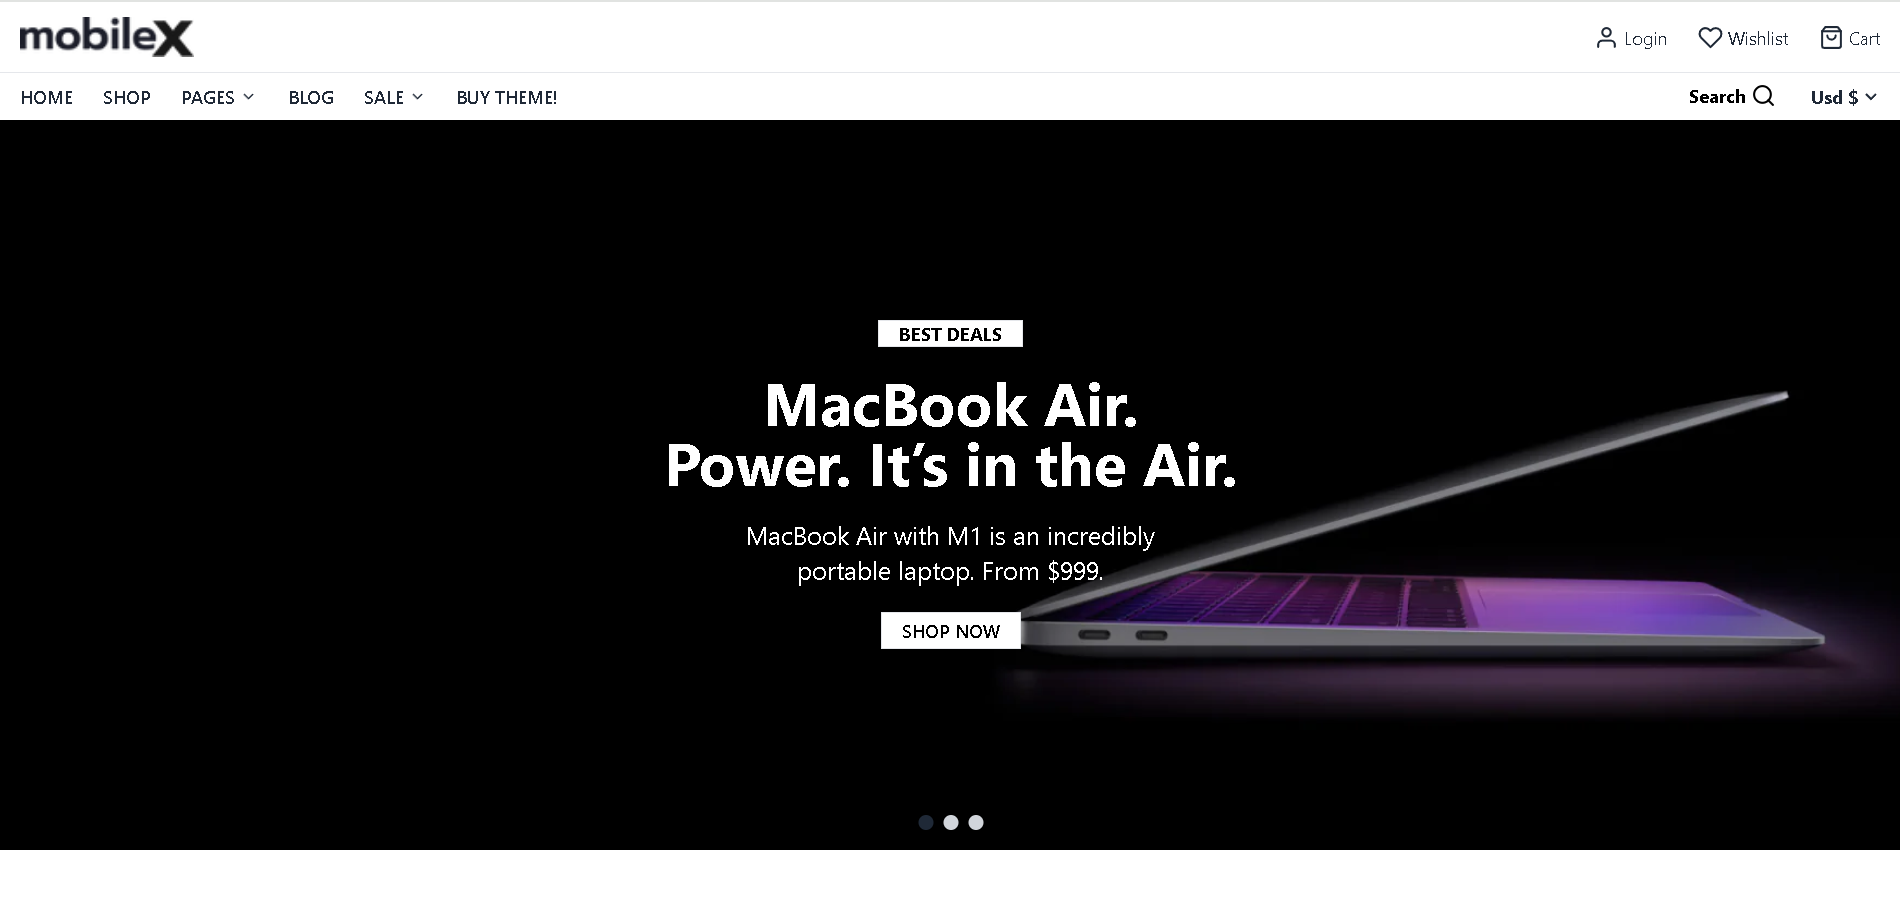 mobileX
Login Wishlist Cart
HOME SHOP PAGES BLOG SALE BUY THEME!
Search Usd $
BEST DEALS
MacBook Air.
Power. It’s in the Air.
MacBook Air with M1 is an incredibly
portable laptop. From $999.
SHOP NOW